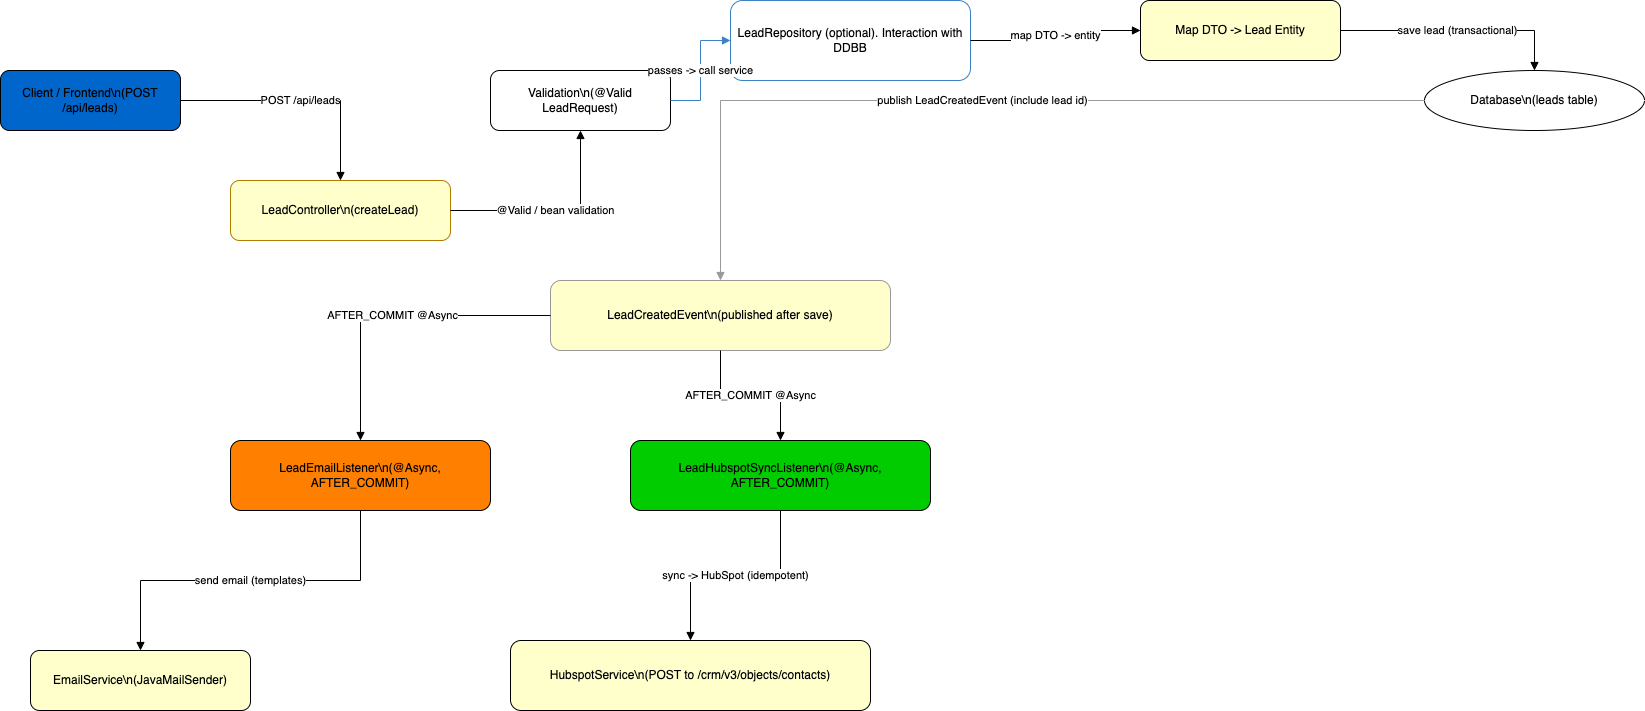 LeadRepository (optional). Interaction with
DDBB
map DTO -> entity
Map DTO -> Lead Entity
save lead (transactional)
Client / Frontend\n(POST
/api/leads)
POST /api/leads
Validation\n(@Valid
LeadRequest)
passes -> call service
publish LeadCreatedEvent (include lead id)
Database\n(leads table)
LeadController\n(createLead)
@Valid / bean validation
LeadCreatedEvent\n(published after save)
AFTER_COMMIT @Async
AFTER_COMMIT @Async
LeadEmailListener\n(@Async,
AFTER_COMMIT)
LeadHubspotSyncListener\n(@Async,
AFTER_COMMIT)
send email (templates)
sync -> HubSpot (idempotent)
EmailService\n(JavaMailSender)
HubspotService\n(POST to /crm/v3/objects/contacts)